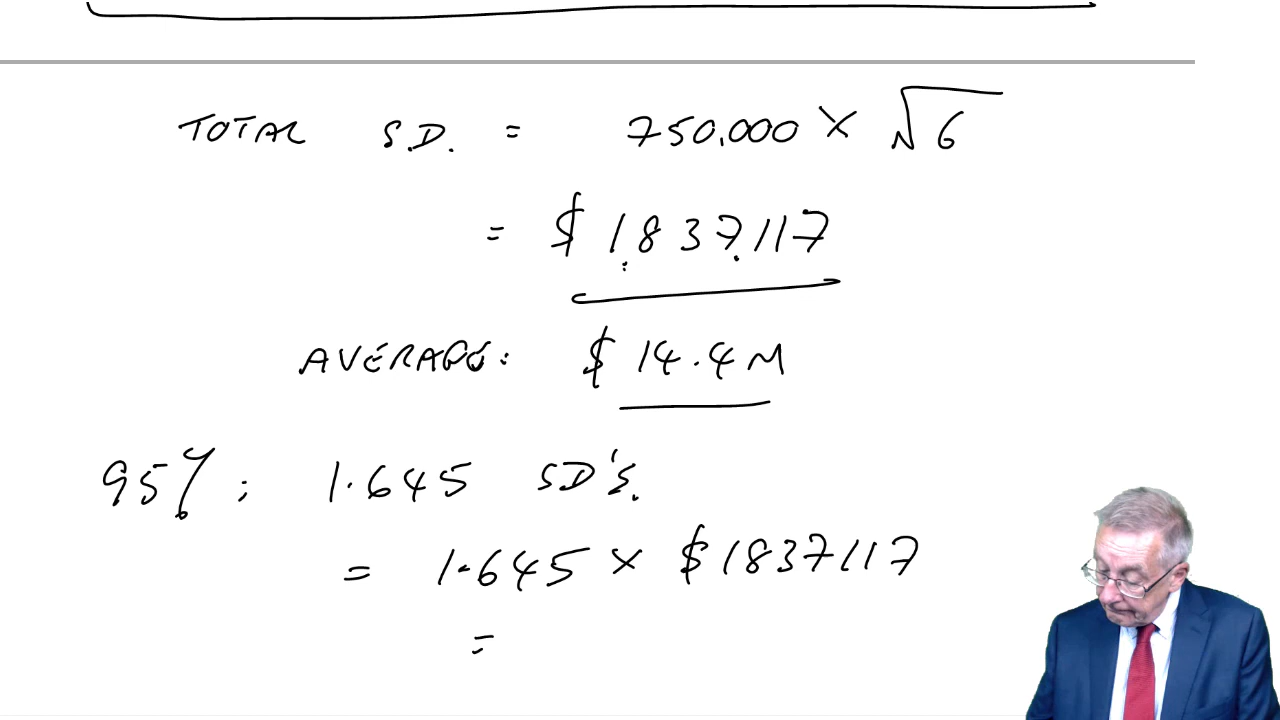 TOTAL S.D. = 750,000 × √6
= $ 1,837,117
AVERAGE: $ 14.4M
95% : 1.645 SD's.
= 1.645 × $1837117
=